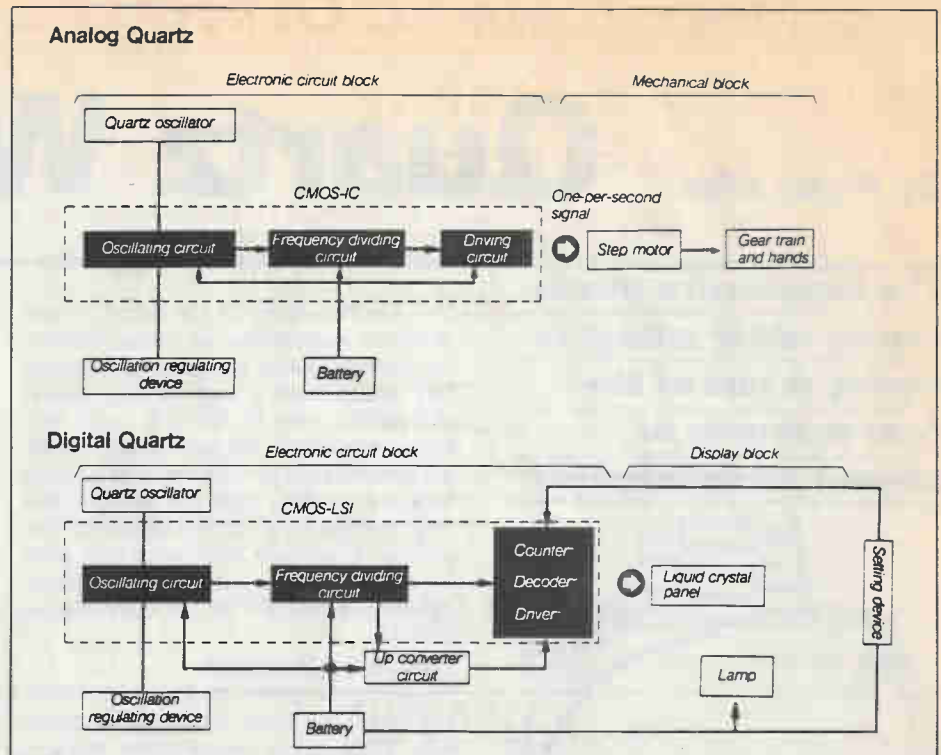 Analog Quartz
Electronic circuit block
Mechanical block
Quartz oscillator
CMOS-IC
One-per-second
signal
Oscillating circuit
Frequency dividing
circuit
Driving
circuit
Step motor
Gear train
and hands
Oscillation regulating
device
Battery
Digital Quartz
Electronic circuit block
Display block
Quartz oscillator
CMOS-LSI
Counter
Decoder
Driver
Oscillating circuit
Frequency dividing
circuit
Liquid crystal
panel
Setting device
Up converter
circuit
Lamp
Oscillation
regulating device
Battery